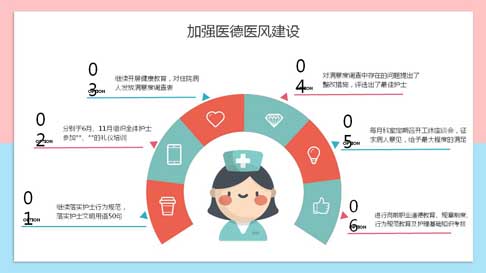 加强医德医风建设
03
OPTION
继续开展健康教育，对住院病
人发放满意度调查表
04
OPTION
对满意度调查中存在的问题提出了
整改措施，评选出了最佳护士
02
OPTION
分别于6月、11月组织全体护士
参加**、**的礼仪培训
05
每月科室定期召开工休座谈会，征
求病人意见，给予最大程度的满足
01
OPTION
继续落实护士行为规范，
落实护士文明用语50句
06
OPTION
进行岗前职业道德教育、规章制度、
行为规范教育及护理基础知识专